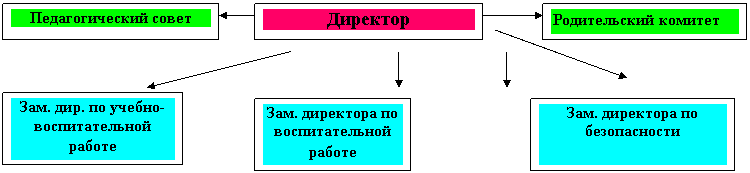 Педагогический совет
Директор
Родительский комитет
Зам. дир. по учебно-
воспитательной
работе
Зам. директора по
воспитательной
работе
Зам. директора по
безопасности